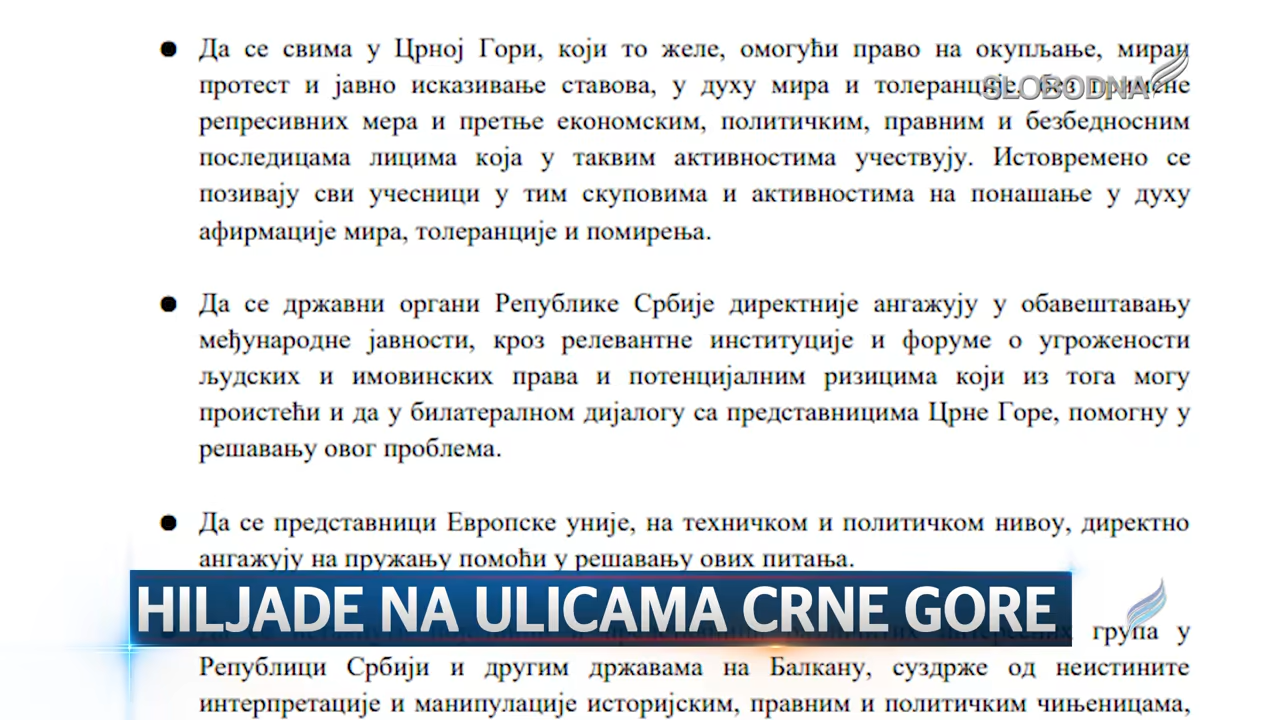 ● Да се свима у Црној Гори, који то желе, омогући право на окупљање, миран
протест и јавно исказивање ставова, у духу мира и толеранције, без примене
SLOBODNA
репресивних мера и претње економским, политичким, правним и безбедносним
последицама лицима која у таквим активностима учествују. Истовремено се
позивају сви учесници у тим скуповима и активностима на понашање у духу
афирмације мира, толеранције и помирења.
● Да се државни органи Републике Србије директније ангажују у обавештавању
међународне јавности, кроз релевантне институције и форуме о угрожености
људских и имовинских права и потенцијалним ризицима који из тога могу
проистећи и да у билатералном дијалогу са представницима Црне Горе, помогну у
решавању овог проблема.
● Да се представници Европске уније, на техничком и политичком нивоу, директно
ангажују на пружању помоћи у решавању ових питања.
HILJADE NA ULICAMA CRNE GORE
група у
Републици Србији и другим државама на Балкану, суздрже од неистините
интерпретације и манипулације историјским, правним и политичким чињеницама,